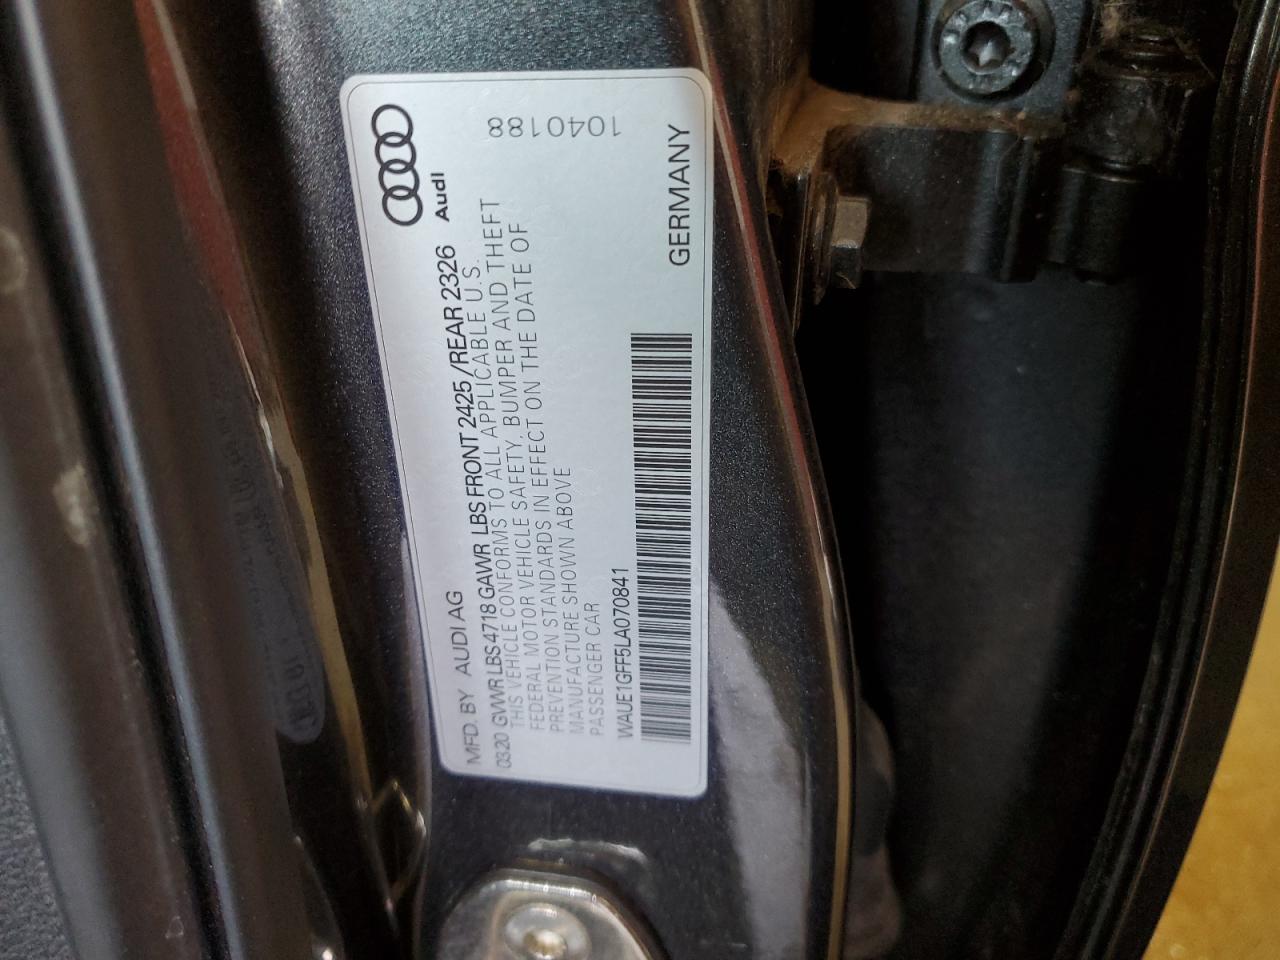 Audi
MFD. BY AUDI AG
0320 GVWR LBS 4718 GAWR LBS FRONT 2425 /REAR 2326
THIS VEHICLE CONFORMS TO ALL APPLICABLE U.S.
FEDERAL MOTOR VEHICLE SAFETY, BUMPER AND THEFT
PREVENTION STANDARDS IN EFFECT ON THE DATE OF
MANUFACTURE SHOWN ABOVE
PASSENGER CAR
WAUE1GFF5LA070841
GERMANY
1040188